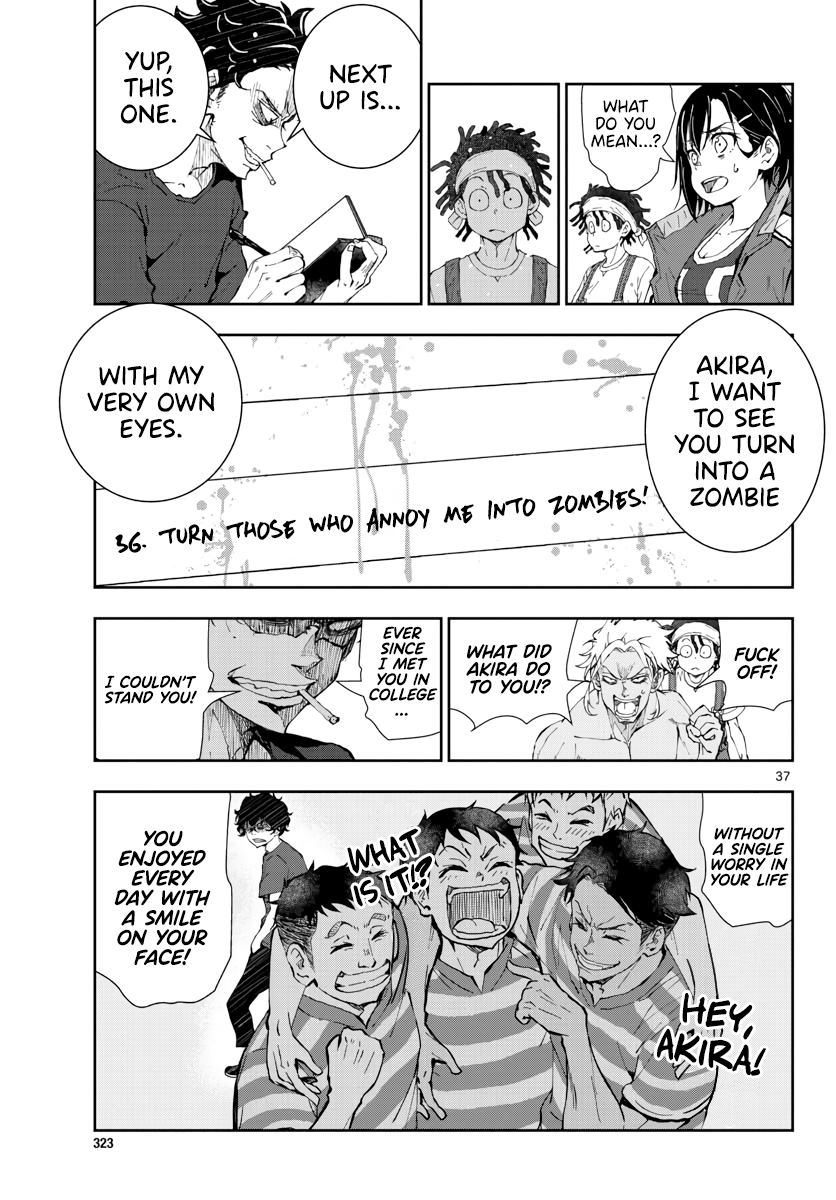 WHAT
DO YOU
MEAN...?
NEXT
UP IS...
YUP,
THIS
ONE.
AKIRA,
I WANT
TO SEE
YOU TURN
INTO A
ZOMBIE
WITH MY
VERY OWN
EYES.
36. TURN THOSE WHO ANNOY ME INTO ZOMBIES!
FUCK
OFF!
WHAT DID
AKIRA DO
TO YOU!?
EVER
SINCE
I MET
YOU IN
COLLEGE
...
I COULDN'T
STAND YOU!
37
WITHOUT
A SINGLE
WORRY IN
YOUR LIFE
HEY,
AKIRA!
WHAT
IS IT!?
YOU
ENJOYED
EVERY
DAY WITH
A SMILE
ON YOUR
FACE!
323